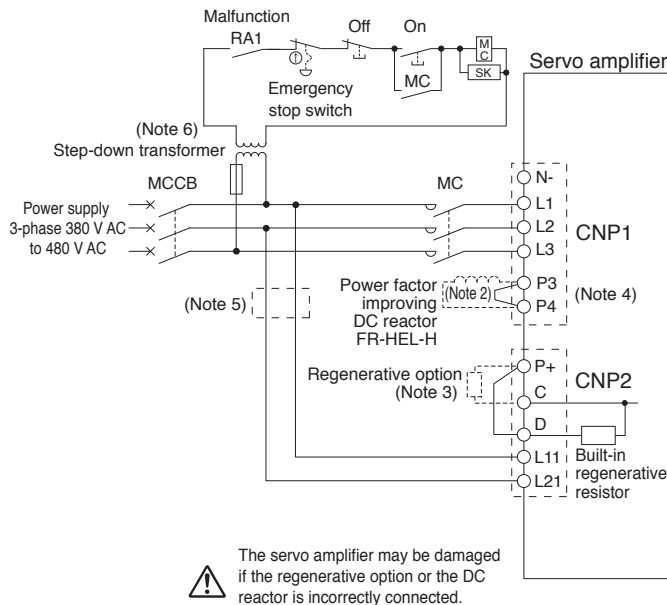 Malfunction
RA1
Off
On
MC
SK
MC
Servo amplifier
Emergency
stop switch
(Note 6)
Step-down transformer
MCCB
MC
Power supply
3-phase 380 V AC
to 480 V AC
N-
L1
L2
L3
CNP1
(Note 5)
Power factor
improving
DC reactor
FR-HEL-H
(Note 2)
P3
P4
(Note 4)
Regenerative option
(Note 3)
P+
C
D
L11
L21
CNP2
Built-in
regenerative
resistor
The servo amplifier may be damaged
if the regenerative option or the DC
reactor is incorrectly connected.